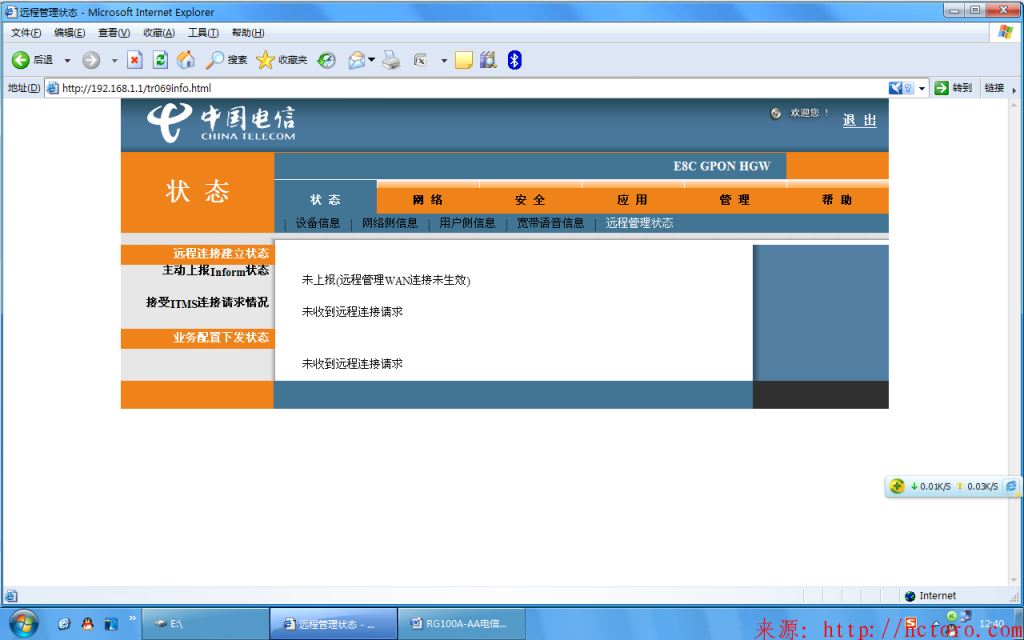 远程管理状态 - Microsoft Internet Explorer
文件(F) 编辑(E) 查看(V) 收藏(A) 工具(T) 帮助(H)
后退 搜索 收藏夹
地址(D) http://192.168.1.1/tr069info.html 转到 链接
中国电信
CHINA TELECOM
欢迎您 ！
退 出
E8C GPON HGW
状 态
状 态 网 络 安 全 应 用 管 理 帮 助
设备信息 | 网络侧信息 | 用户侧信息 | 宽带语音信息 | 远程管理状态
远程连接建立状态
主动上报Inform状态
未上报(远程管理WAN连接未生效)
接受ITMS连接请求情况
未收到远程连接请求
业务配置下发状态
未收到远程连接请求
0.01K/S 0.03K/S
Internet
E:\ 远程管理状态 - ... RG100A-AA电信... 12:40
来源: http://hctoro.com